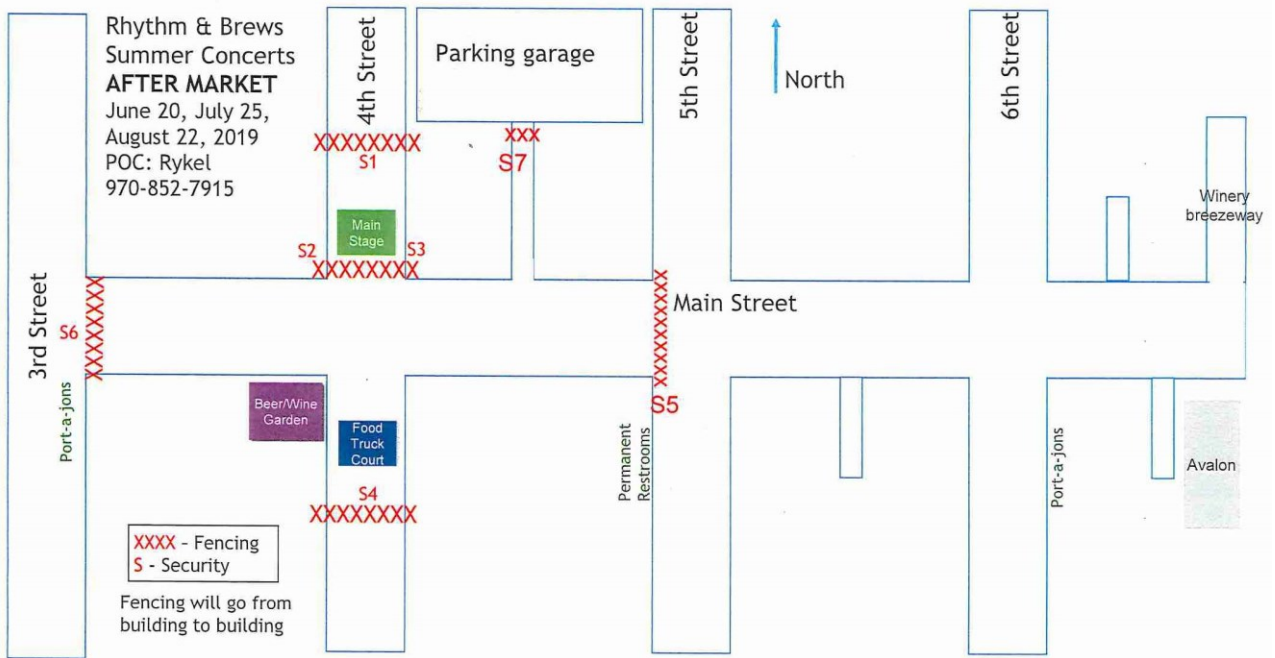 Rhythm & Brews
Summer Concerts
AFTER MARKET
June 20, July 25,
August 22, 2019
POC: Rykel
970-852-7915
4th Street
Parking garage
5th Street
North
6th Street
XXXXXXXX
S1
XXX
S7
Winery
breezeway
Main
Stage
S2
S3
XXXXXXX
3rd Street
S6
XXXXXXXX
Main Street
XXXXXXXXXX
S5
Port-a-jons
Beer/Wine
Garden
Food
Truck
Court
Permanent
Restrooms
Port-a-jons
Avalon
S4
XXXXXXXX
XXXX - Fencing
S - Security
Fencing will go from
building to building